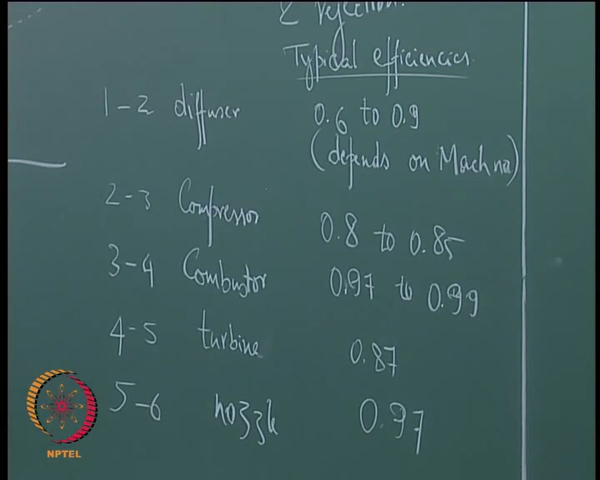 & rejection.
Typical efficiencies
1-2 diffuser 0.6 to 0.9
(depends on Mach no)
2-3 Compressor 0.8 to 0.85
3-4 Combustor 0.97 to 0.99
4-5 turbine 0.87
5-6 nozzle 0.97
NPTEL